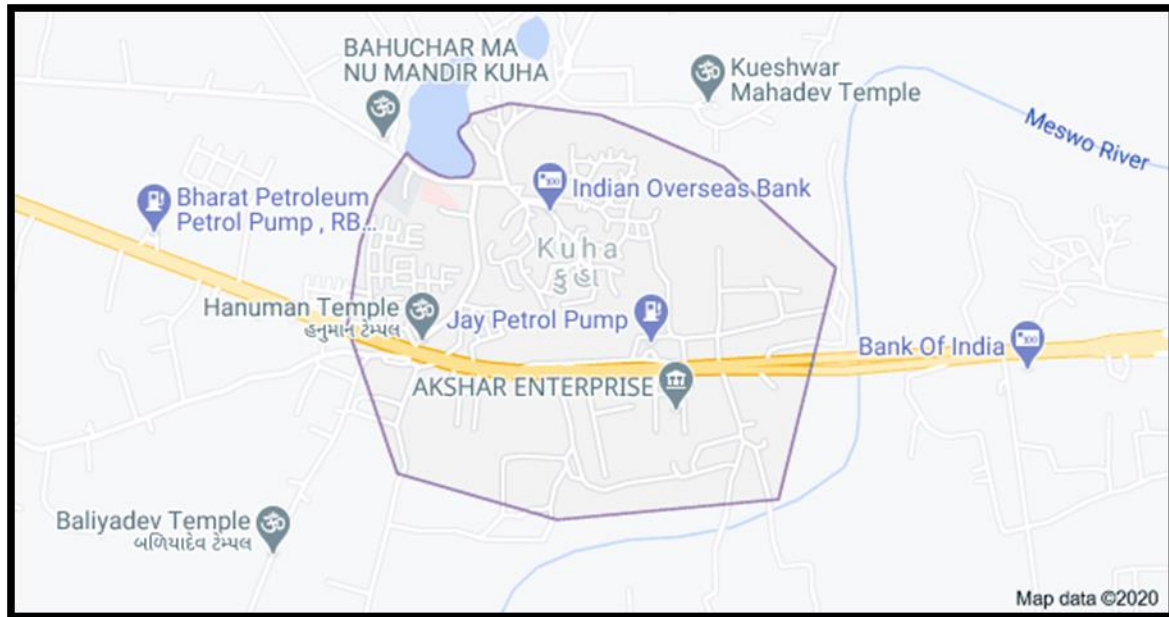 BAHUCHAR MA
NU MANDIR KUHA
Kueshwar
Mahadev Temple
Meswo River
Bharat Petroleum
Petrol Pump , RB...
Indian Overseas Bank
Kuha
કુહા
Hanuman Temple
હનુમાન ટેમ્પલ
Jay Petrol Pump
Bank Of India
AKSHAR ENTERPRISE
Baliyadev Temple
બળિયાદેવ ટેમ્પલ
Map data ©2020